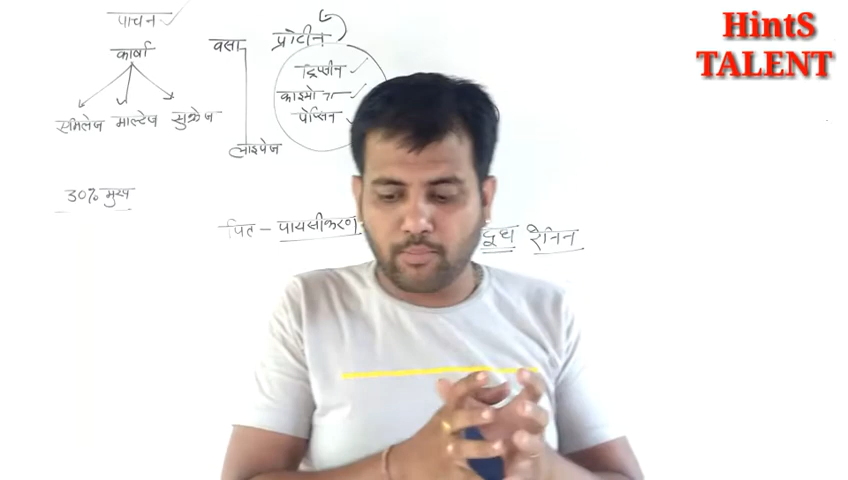 पाचन
HintS
TALENT
कार्बो वसा प्रोटीन
ट्रिप्सीन
काइमो
पेप्सिन
एमिलेज माल्टेज सुक्रेज
लाइपेज
30% मुख
पित - पायसीकरण
दूध रेनिन